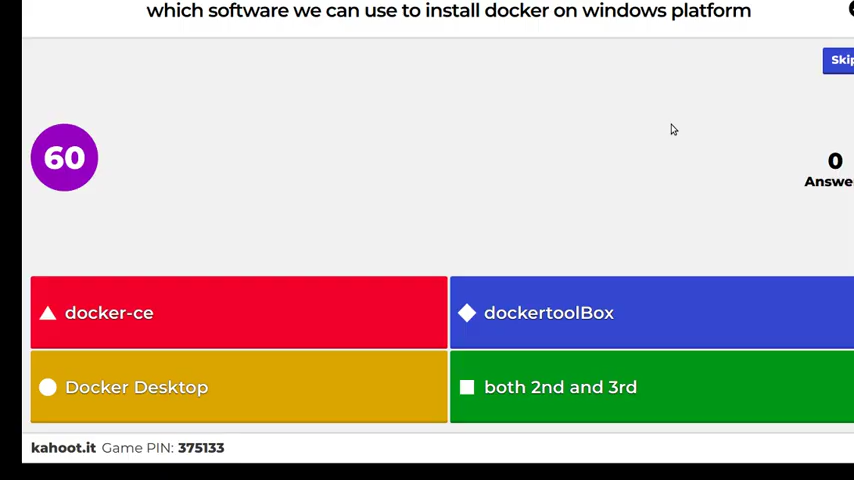 which software we can use to install docker on windows platform
60
0
docker-ce
dockertoolBox
Docker Desktop
both 2nd and 3rd
kahoot.it Game PIN: 375133